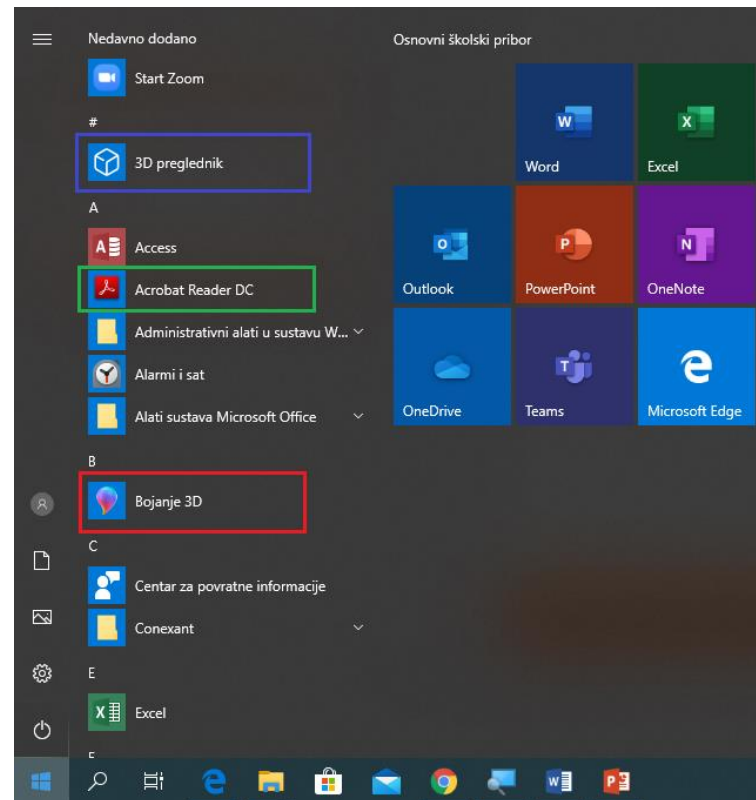 Nedavno dodano
Start Zoom
#
3D preglednik
A
Access
Acrobat Reader DC
Administrativni alati u sustavu W...
Alarmi i sat
Alati sustava Microsoft Office
B
Bojanje 3D
C
Centar za povratne informacije
Conexant
E
Excel
F
Osnovni školski pribor
Word
Excel
Outlook
PowerPoint
OneNote
OneDrive
Teams
Microsoft Edge